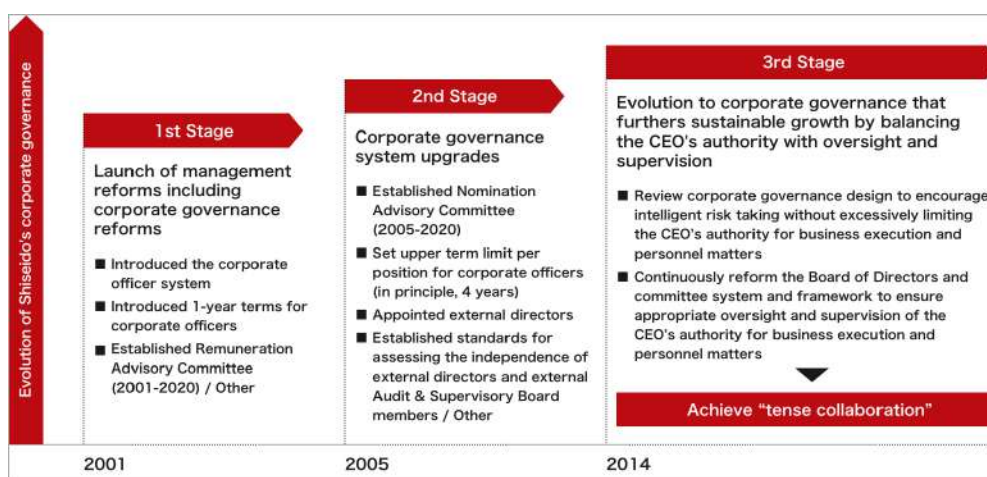 Evolution of Shiseido's corporate governance
1st Stage
Launch of management
reforms including
corporate governance
reforms
■ Introduced the corporate
officer system
■ Introduced 1-year terms for
corporate officers
■ Established Remuneration
Advisory Committee
(2001-2020) / Other
2nd Stage
Corporate governance
system upgrades
■ Established Nomination
Advisory Committee
(2005-2020)
■ Set upper term limit per
position for corporate officers
(in principle, 4 years)
■ Appointed external directors
■ Established standards for
assessing the independence of
external directors and external
Audit & Supervisory Board
members / Other
3rd Stage
Evolution to corporate governance that
furthers sustainable growth by balancing
the CEO's authority with oversight and
supervision
■ Review corporate governance design to encourage
intelligent risk taking without excessively limiting
the CEO's authority for business execution and
personnel matters
■ Continuously reform the Board of Directors and
committee system and framework to ensure
appropriate oversight and supervision of the
CEO's authority for business execution and
personnel matters
Achieve “tense collaboration”
2001
2005
2014